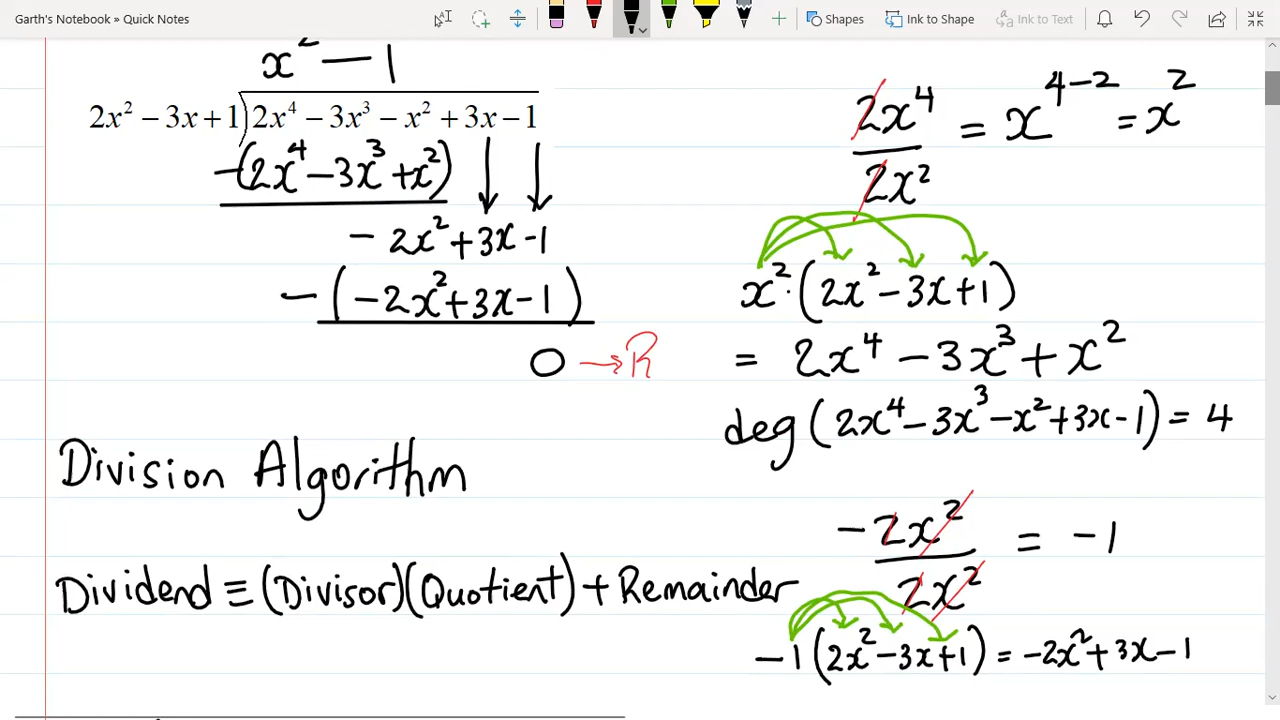 Garth's Notebook » Quick Notes
Shapes Ink to Shape Ink to Text
x² — 1
2x² − 3x + 1 ) 2x⁴ − 3x³ − x² + 3x − 1
−(2x⁴ − 3x³ + x²)
− 2x² + 3x − 1
− (− 2x² + 3x − 1)
0 → R
Division Algorithm
Dividend ≡ (Divisor)(Quotient) + Remainder
2x⁴/2x² = x⁴⁻² = x²
x² · (2x² − 3x + 1)
= 2x⁴ − 3x³ + x²
deg (2x⁴ − 3x³ − x² + 3x − 1) = 4
−2x²/2x² = −1
−1(2x² − 3x + 1) = −2x² + 3x − 1